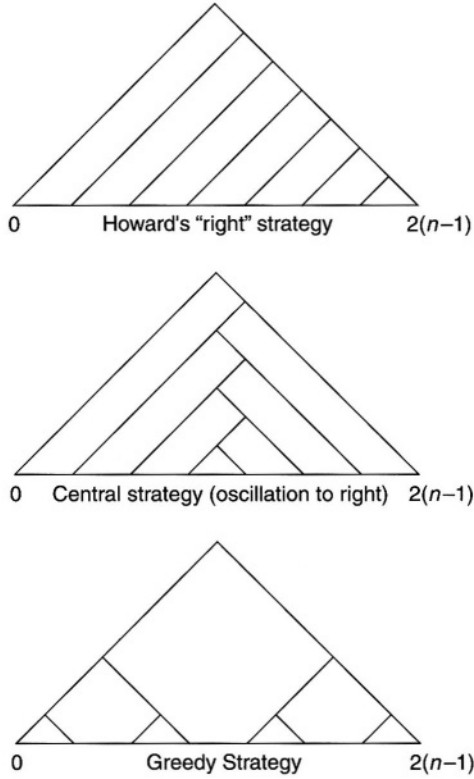 0 Howard's "right" strategy 2(n–1)
0 Central strategy (oscillation to right) 2(n–1)
0 Greedy Strategy 2(n–1)